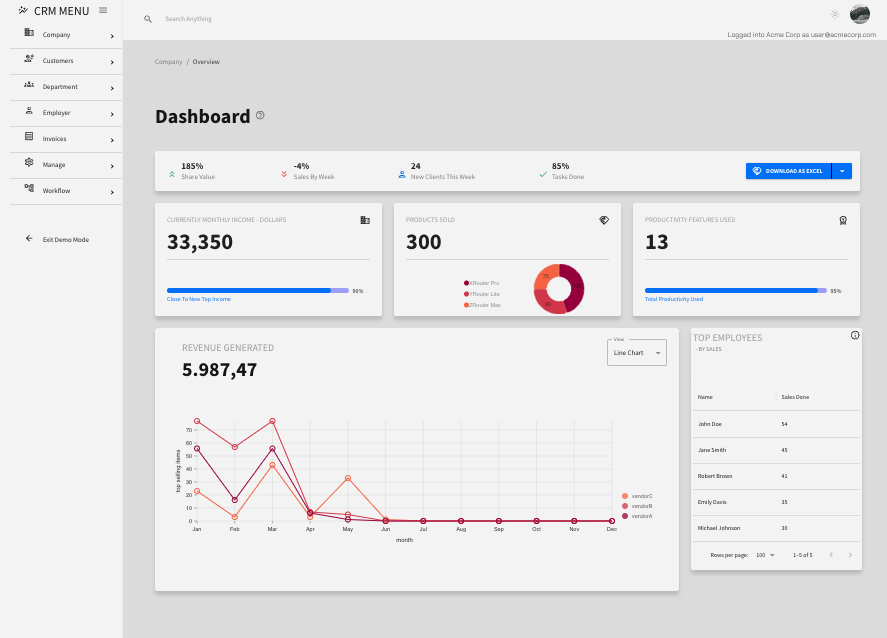 CRM MENU
Company
Customers
Department
Employer
Invoices
Manage
Workflow
Exit Demo Mode
Search Anything
Logged into Acme Corp as user@acmecorp.com
Company / Overview
Dashboard
185%
Share Value
-4%
Sales By Week
24
New Clients This Week
85%
Tasks Done
DOWNLOAD AS EXCEL
CURRENTLY MONTHLY INCOME - DOLLARS
33,350
90%
Close To New Top Income
PRODUCTS SOLD
300
XRouter Pro
YRouter Lite
ZRouter Max
PRODUCTIVITY FEATURES USED
13
95%
Total Productivity Used
REVENUE GENERATED
5.987,47
View
Line Chart
top selling items
70
60
50
40
30
20
10
0
Jan Feb Mar Apr May Jun Jul Aug Sep Oct Nov Dec
month
vendorC
vendorB
vendorA
TOP EMPLOYEES
- BY SALES
Name Sales Done
John Doe 54
Jane Smith 45
Robert Brown 41
Emily Davis 35
Michael Johnson 30
Rows per page: 100 1–5 of 5